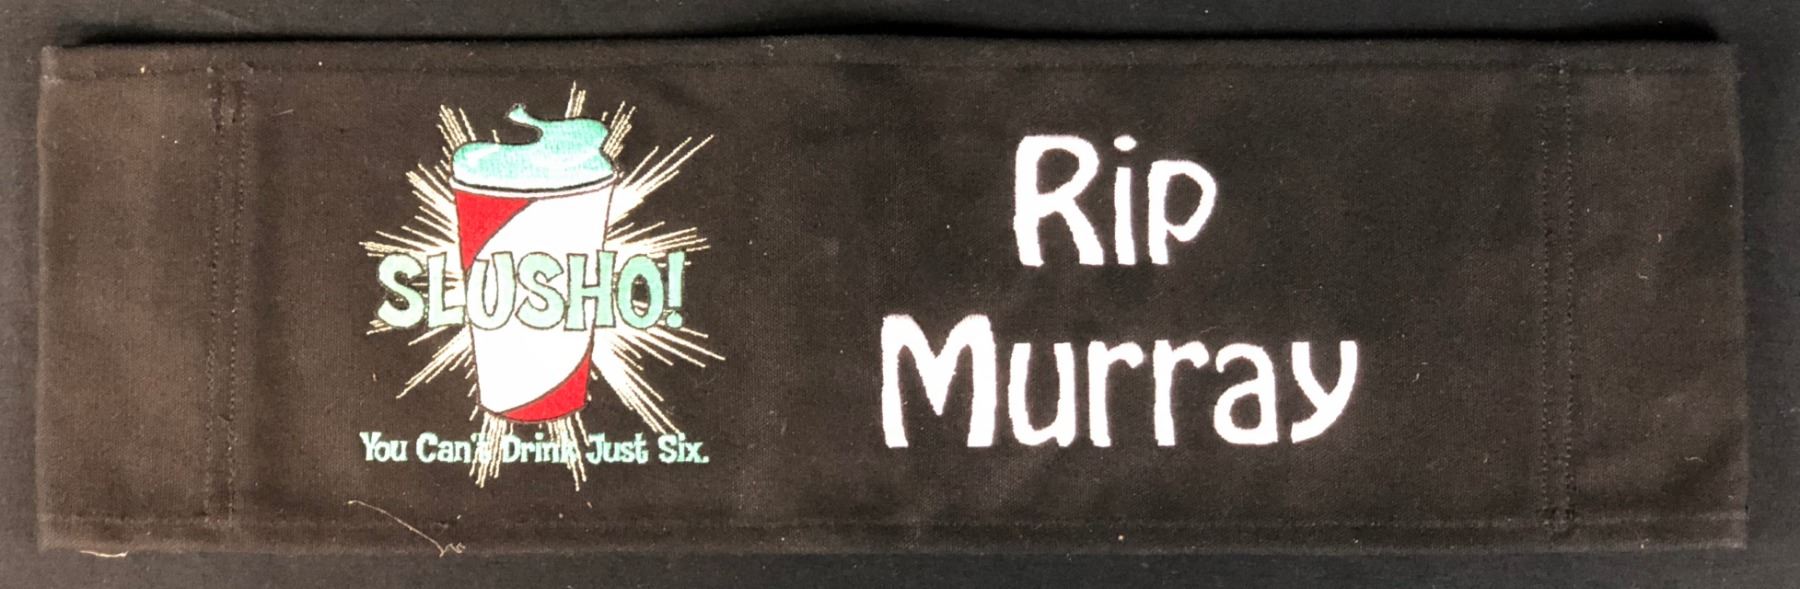 SLUSHO!
You Can't Drink Just Six.
Rip
Murray